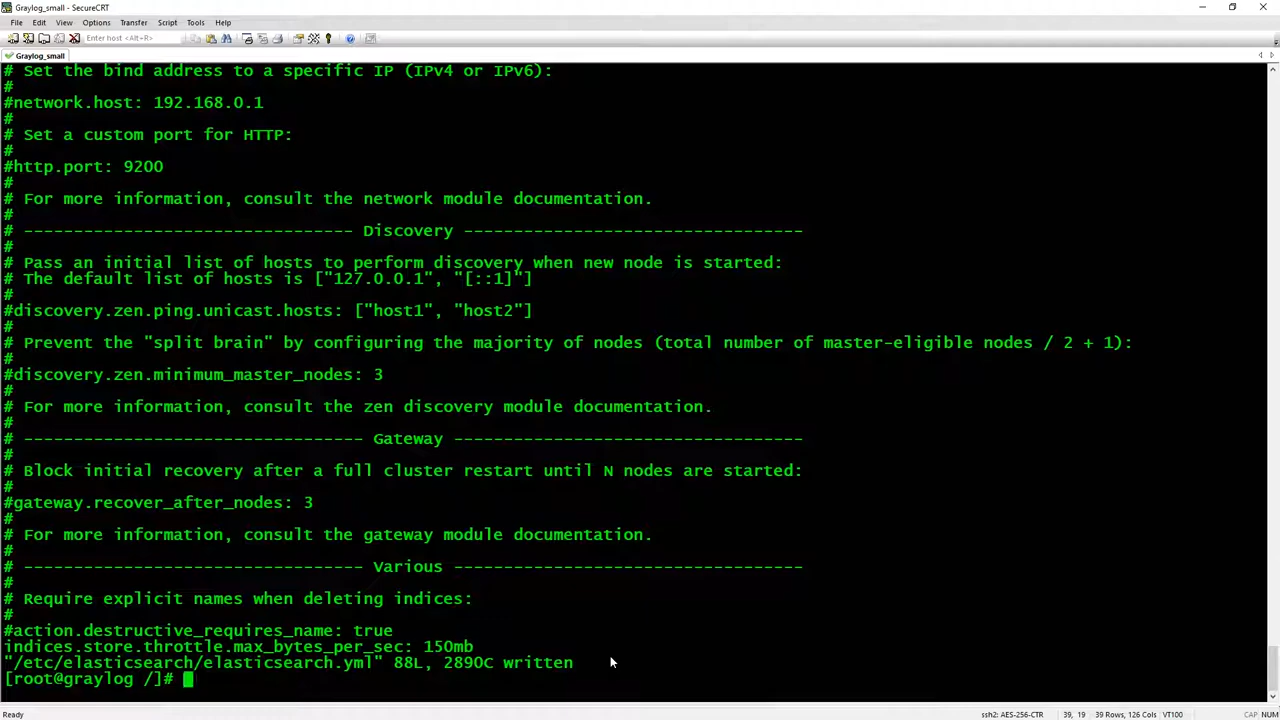 Graylog_small - SecureCRT
File Edit View Options Transfer Script Tools Help
Enter host <Alt+R>
Graylog_small
# Set the bind address to a specific IP (IPv4 or IPv6):
#
#network.host: 192.168.0.1
#
# Set a custom port for HTTP:
#
#http.port: 9200
#
# For more information, consult the network module documentation.
#
# --------------------------------- Discovery ----------------------------------
#
# Pass an initial list of hosts to perform discovery when new node is started:
# The default list of hosts is ["127.0.0.1", "[::1]"]
#
#discovery.zen.ping.unicast.hosts: ["host1", "host2"]
#
# Prevent the "split brain" by configuring the majority of nodes (total number of master-eligible nodes / 2 + 1):
#
#discovery.zen.minimum_master_nodes: 3
#
# For more information, consult the zen discovery module documentation.
#
# ---------------------------------- Gateway -----------------------------------
#
# Block initial recovery after a full cluster restart until N nodes are started:
#
#gateway.recover_after_nodes: 3
#
# For more information, consult the gateway module documentation.
#
# ---------------------------------- Various -----------------------------------
#
# Require explicit names when deleting indices:
#
#action.destructive_requires_name: true
indices.store.throttle.max_bytes_per_sec: 150mb
"/etc/elasticsearch/elasticsearch.yml" 88L, 2890C written
[root@graylog /]#
Ready ssh2: AES-256-CTR 39, 19 39 Rows, 126 Cols VT100 CAP NUM